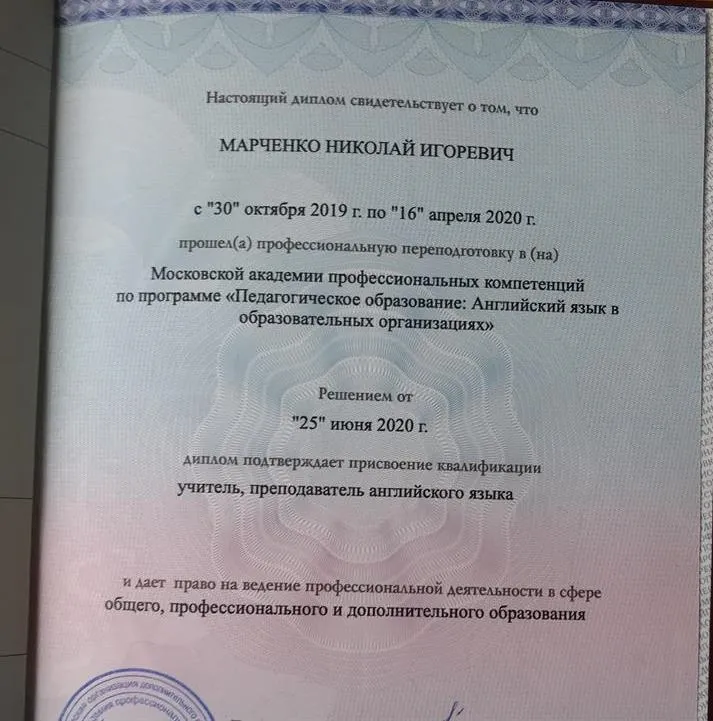 Настоящий диплом свидетельствует о том, что
МАРЧЕНКО НИКОЛАЙ ИГОРЕВИЧ
с "30" октября 2019 г. по "16" апреля 2020 г.
прошел(а) профессиональную переподготовку в (на)
Московской академии профессиональных компетенций
по программе «Педагогическое образование: Английский язык в
образовательных организациях»
Решением от
"25" июня 2020 г.
диплом подтверждает присвоение квалификации
учитель, преподаватель английского языка
и дает право на ведение профессиональной деятельности в сфере
общего, профессионального и дополнительного образования
организация дополнительного